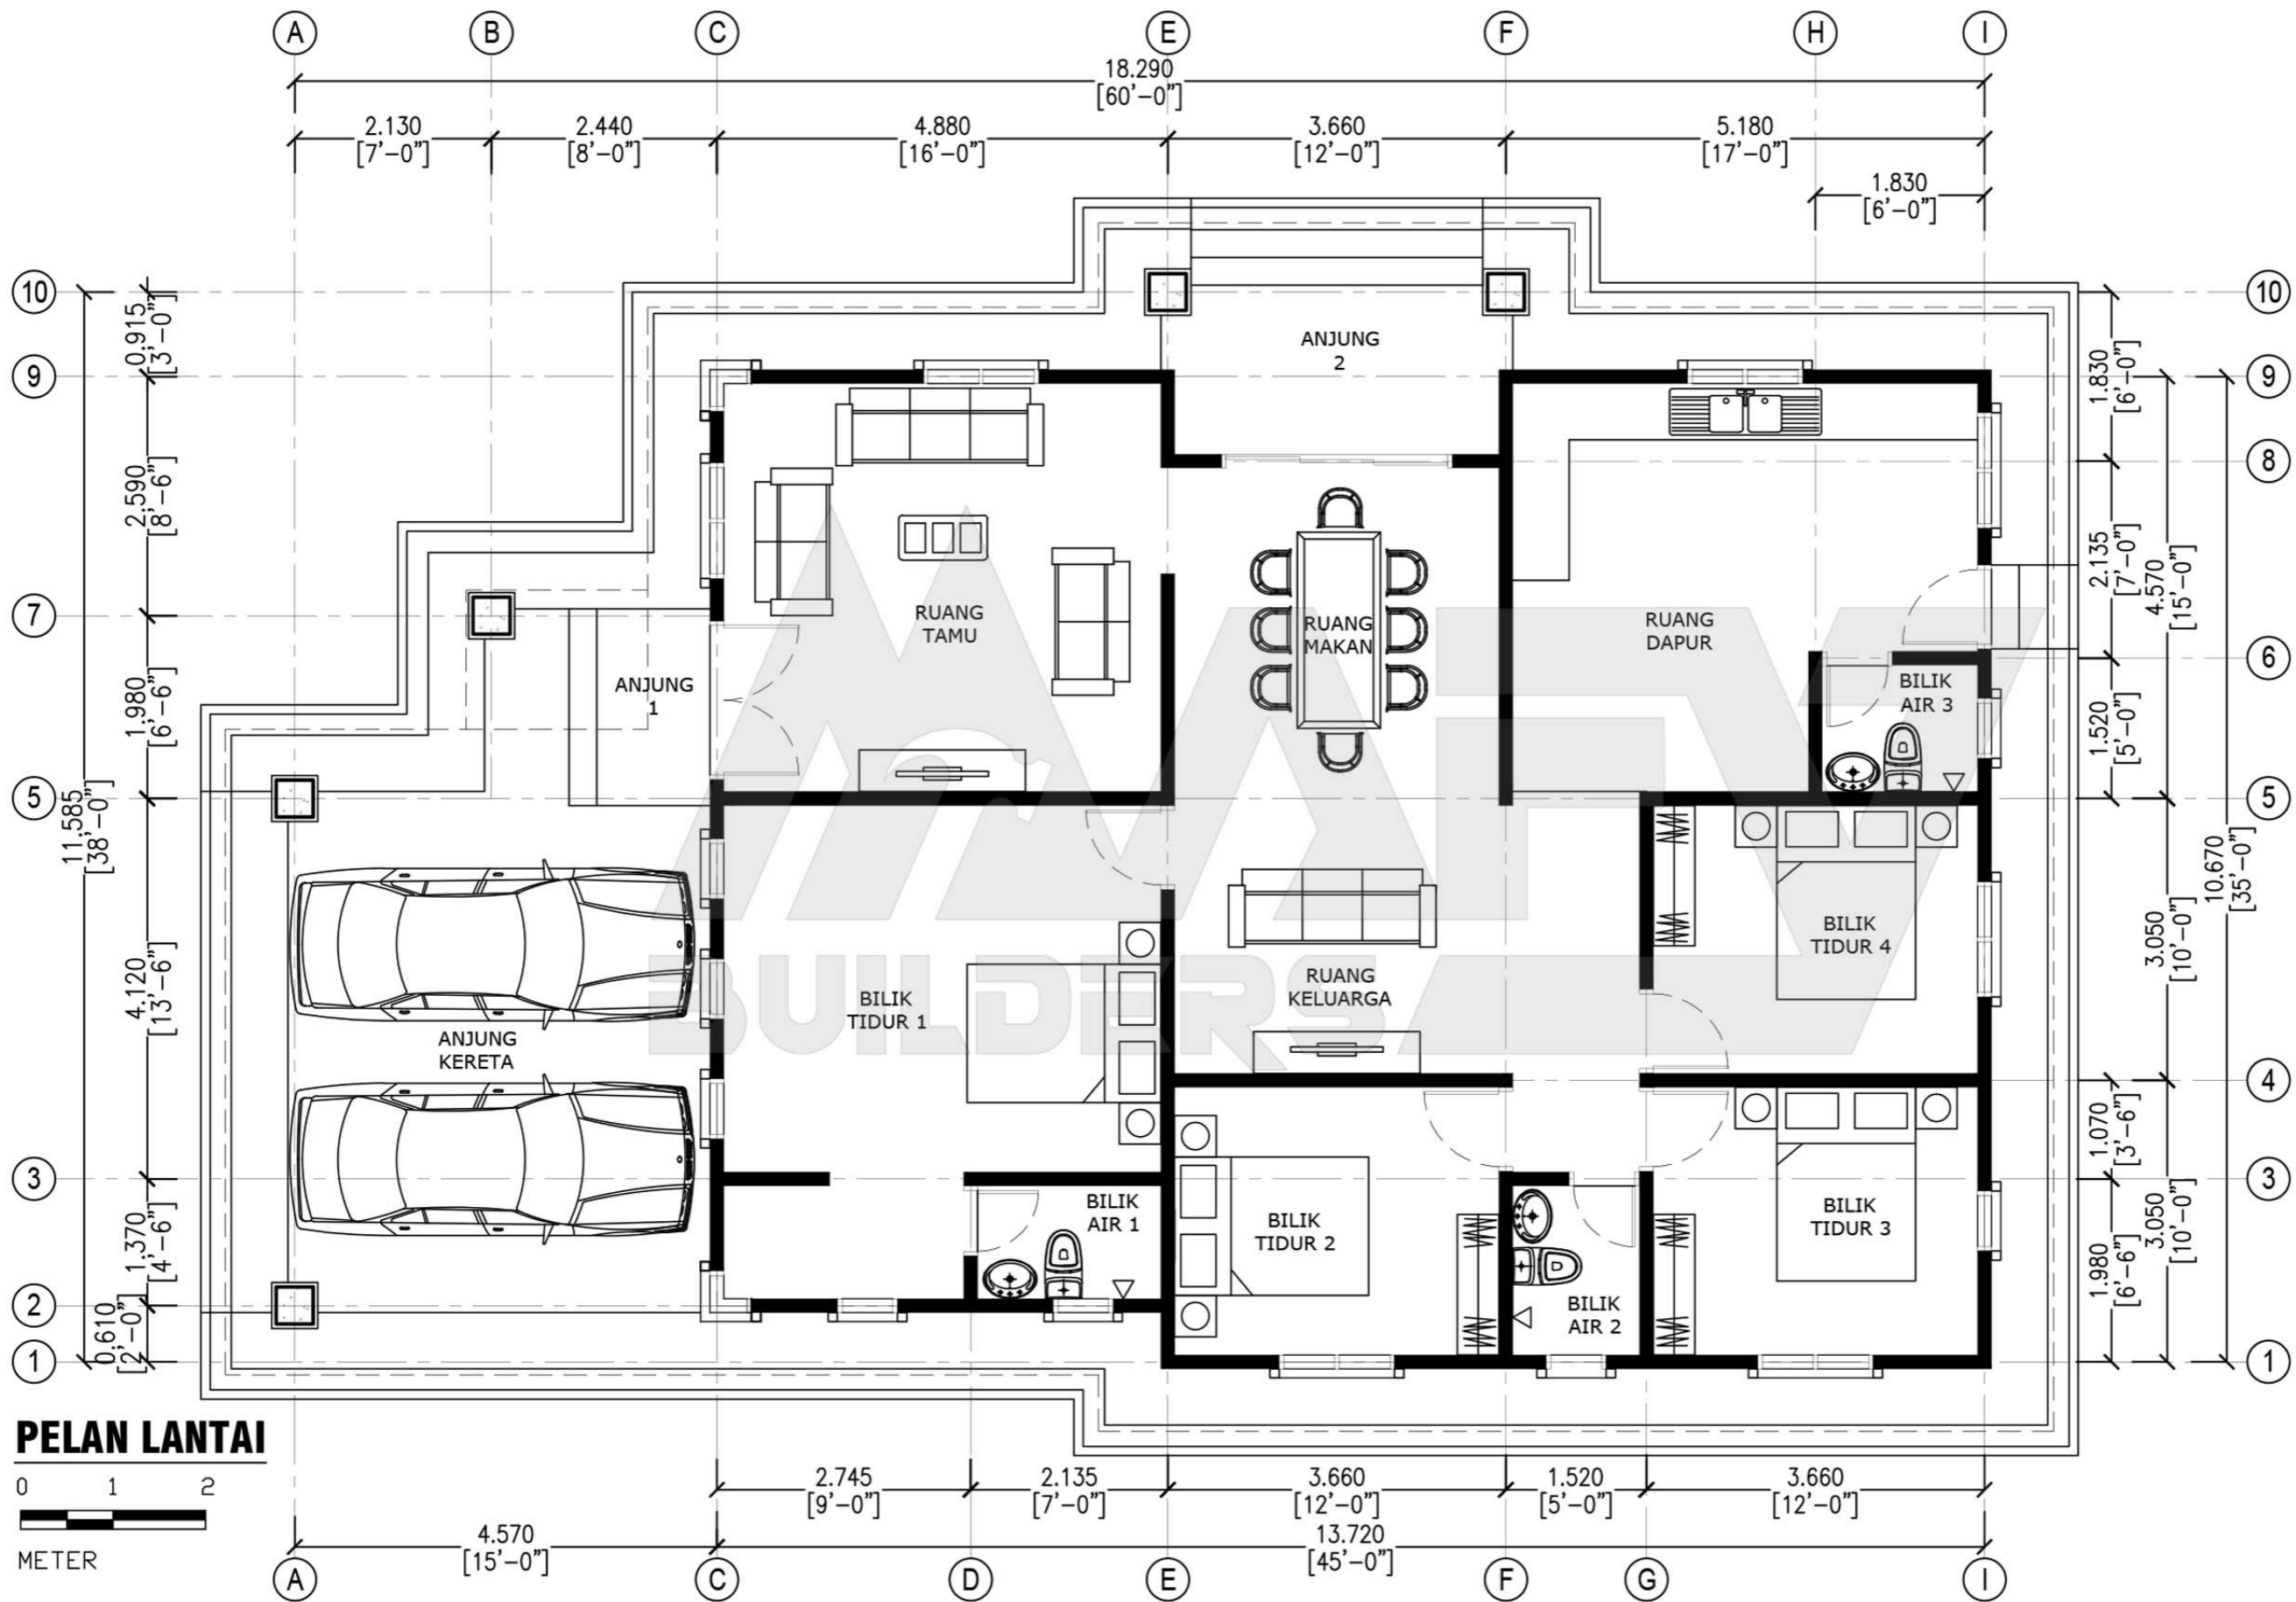 A B C E F H I
18.290
[60'-0"]
2.130 2.440 4.880 3.660 5.180
[7'-0"] [8'-0"] [16'-0"] [12'-0"] [17'-0"]
1.830
[6'-0"]
10 10
0.915
[3'-0"]
ANJUNG
2
1.830
[6'-0"]
9 9
2.590
[8'-6"]
8
2.135
[7'-0"]
4.570
[15'-0"]
7
RUANG
TAMU
RUANG
MAKAN
RUANG
DAPUR
6
1.980
[6'-6"]
ANJUNG
1
BILIK
AIR 3
1.520
[5'-0"]
5 5
11.585
[38'-0"]
10.670
[35'-0"]
4.120
[13'-6"]
BILIK
TIDUR 4
3.050
[10'-0"]
MFV
BUILDERS
RUANG
KELUARGA
BILIK
TIDUR 1
ANJUNG
KERETA
4
1.070
[3'-6"]
3 3
1.370
[4'-6"]
BILIK
AIR 1
BILIK
TIDUR 2
BILIK
TIDUR 3
3.050
[10'-0"]
1.980
[6'-6"]
2
BILIK
AIR 2
0.610
[2'-0"]
1 1
PELAN LANTAI
0 1 2
METER
2.745 2.135 3.660 1.520 3.660
[9'-0"] [7'-0"] [12'-0"] [5'-0"] [12'-0"]
4.570 13.720
[15'-0"] [45'-0"]
A C D E F G I